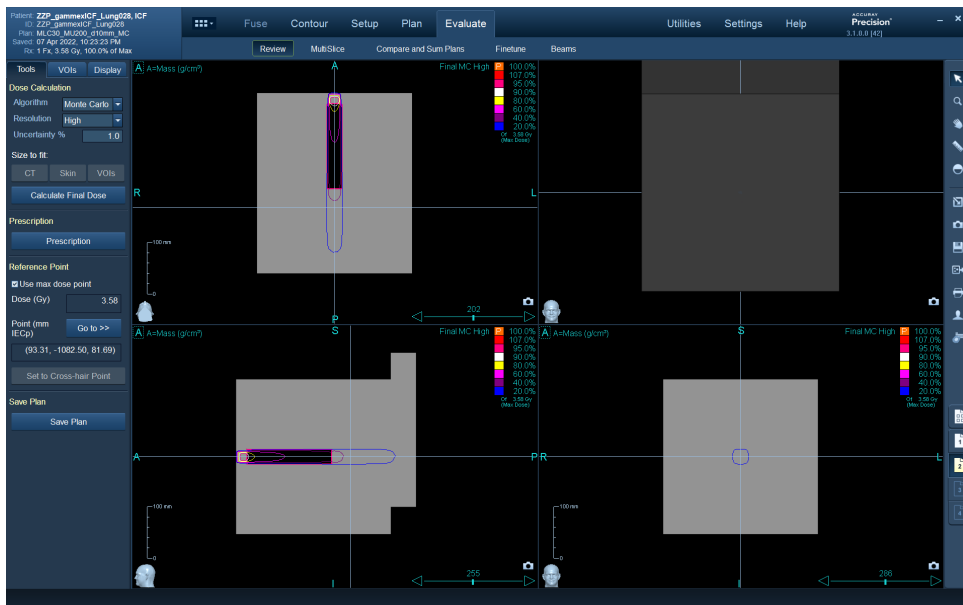 Patient: ZZP_gammexICF_Lung028, ICF
ID: ZZP_gammexICF_Lung028
Plan: MLC30_MU200_d10mm_MC
Saved: 07 Apr 2022, 10:23:23 PM
Rx: 1 Fx, 3.58 Gy, 100.0% of Max
Fuse Contour Setup Plan Evaluate Utilities Settings Help
ACCURAY
Precision
3.1.0.0 [42]
Review MultiSlice Compare and Sum Plans Finetune Beams
Tools VOIs Display
Dose Calculation
Algorithm Monte Carlo
Resolution High
Uncertainty % 1.0
Size to fit:
CT Skin VOIs
Calculate Final Dose
Prescription
Prescription
Reference Point
Use max dose point
Dose (Gy) 3.58
Point (mm IECp) Go to >>
(93.31, -1082.50, 81.69)
Set to Cross-hair Point
Save Plan
Save Plan
A A=Mass (g/cm³)
A
Final MC High
P 100.0%
107.0%
95.0%
90.0%
80.0%
60.0%
40.0%
20.0%
Of 3.58 Gy
(Max Dose)
R
L
100 mm
0
P
202
A A=Mass (g/cm³)
S
Final MC High
P 100.0%
107.0%
95.0%
90.0%
80.0%
60.0%
40.0%
20.0%
Of 3.58 Gy
(Max Dose)
A
P
100 mm
0
I
255
A A=Mass (g/cm³)
S
Final MC High
P 100.0%
107.0%
95.0%
90.0%
80.0%
60.0%
40.0%
20.0%
Of 3.58 Gy
(Max Dose)
R
L
100 mm
0
I
286
1
2
3
4